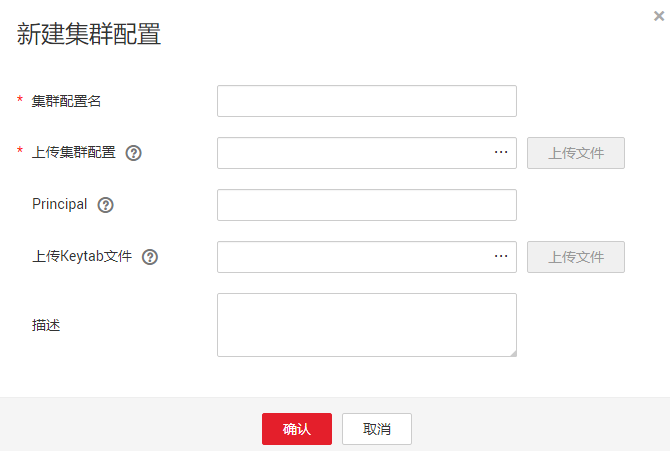 ×
新建集群配置
* 集群配置名
* 上传集群配置 ? ... 上传文件
Principal ?
上传Keytab文件 ? ... 上传文件
描述
确认 取消